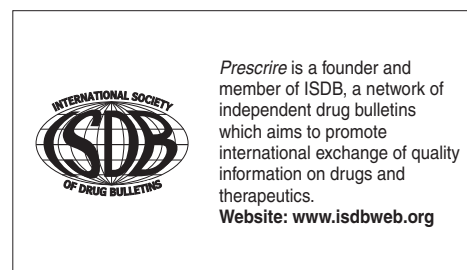 INTERNATIONAL SOCIETY
ISDB
OF DRUG BULLETINS
Prescrire is a founder and
member of ISDB, a network of
independent drug bulletins
which aims to promote
international exchange of quality
information on drugs and
therapeutics.
Website: www.isdbweb.org